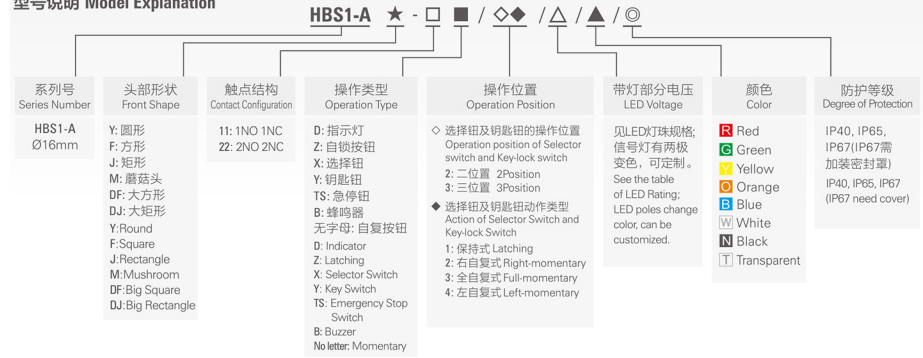 型号说明 Model Explanation
HBS1-A ★ - □ ■ / ◇◆ / △ / ▲ / ◎
系列号
Series Number
HBS1-A
Ø16mm
头部形状
Front Shape
Y: 圆形
F: 方形
J: 矩形
M: 蘑菇头
DF: 大方形
DJ: 大矩形
Y:Round
F:Square
J:Rectangle
M:Mushroom
DF:Big Square
DJ:Big Rectangle
触点结构
Contact Configuration
11: 1NO 1NC
22: 2NO 2NC
操作类型
Operation Type
D: 指示灯
Z: 自锁按钮
X: 选择钮
Y: 钥匙钮
TS: 急停钮
B: 蜂鸣器
无字母: 自复按钮
D: Indicator
Z: Latching
X: Selector Switch
Y: Key Switch
TS: Emergency Stop
Switch
B: Buzzer
No letter: Momentary
操作位置
Operation Position
◇ 选择钮及钥匙钮的操作位置
Operation position of Selector
switch and Key-lock switch
2: 二位置 2Position
3: 三位置 3Position
◆ 选择钮及钥匙钮动作类型
Action of Selector Switch and
Key-lock Switch
1: 保持式 Latching
2: 右自复式 Right-momentary
3: 全自复式 Full-momentary
4: 左自复式 Left-momentary
带灯部分电压
LED Voltage
见LED灯珠规格;
信号灯有两极
变色，可定制。
See the table
of LED Rating;
LED poles change
color, can be
customized.
颜色
Color
R Red
G Green
Y Yellow
O Orange
B Blue
W White
N Black
T Transparent
防护等级
Degree of Protection
IP40, IP65,
IP67(IP67需
加装密封罩)
IP40, IP65, IP67
(IP67 need cover)